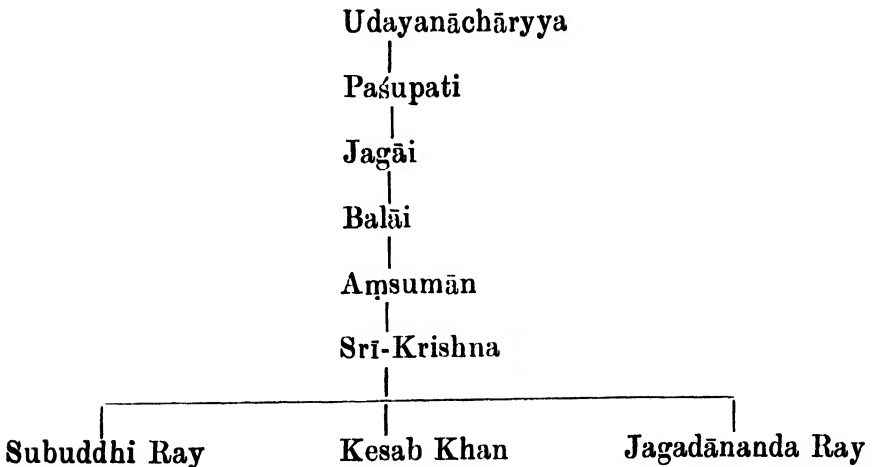 Udayanāchāryya
Paśupati
Jagāi
Balāi
Aṃsumān
Srī-Krishna
Subuddhi Ray Kesab Khan Jagadānanda Ray